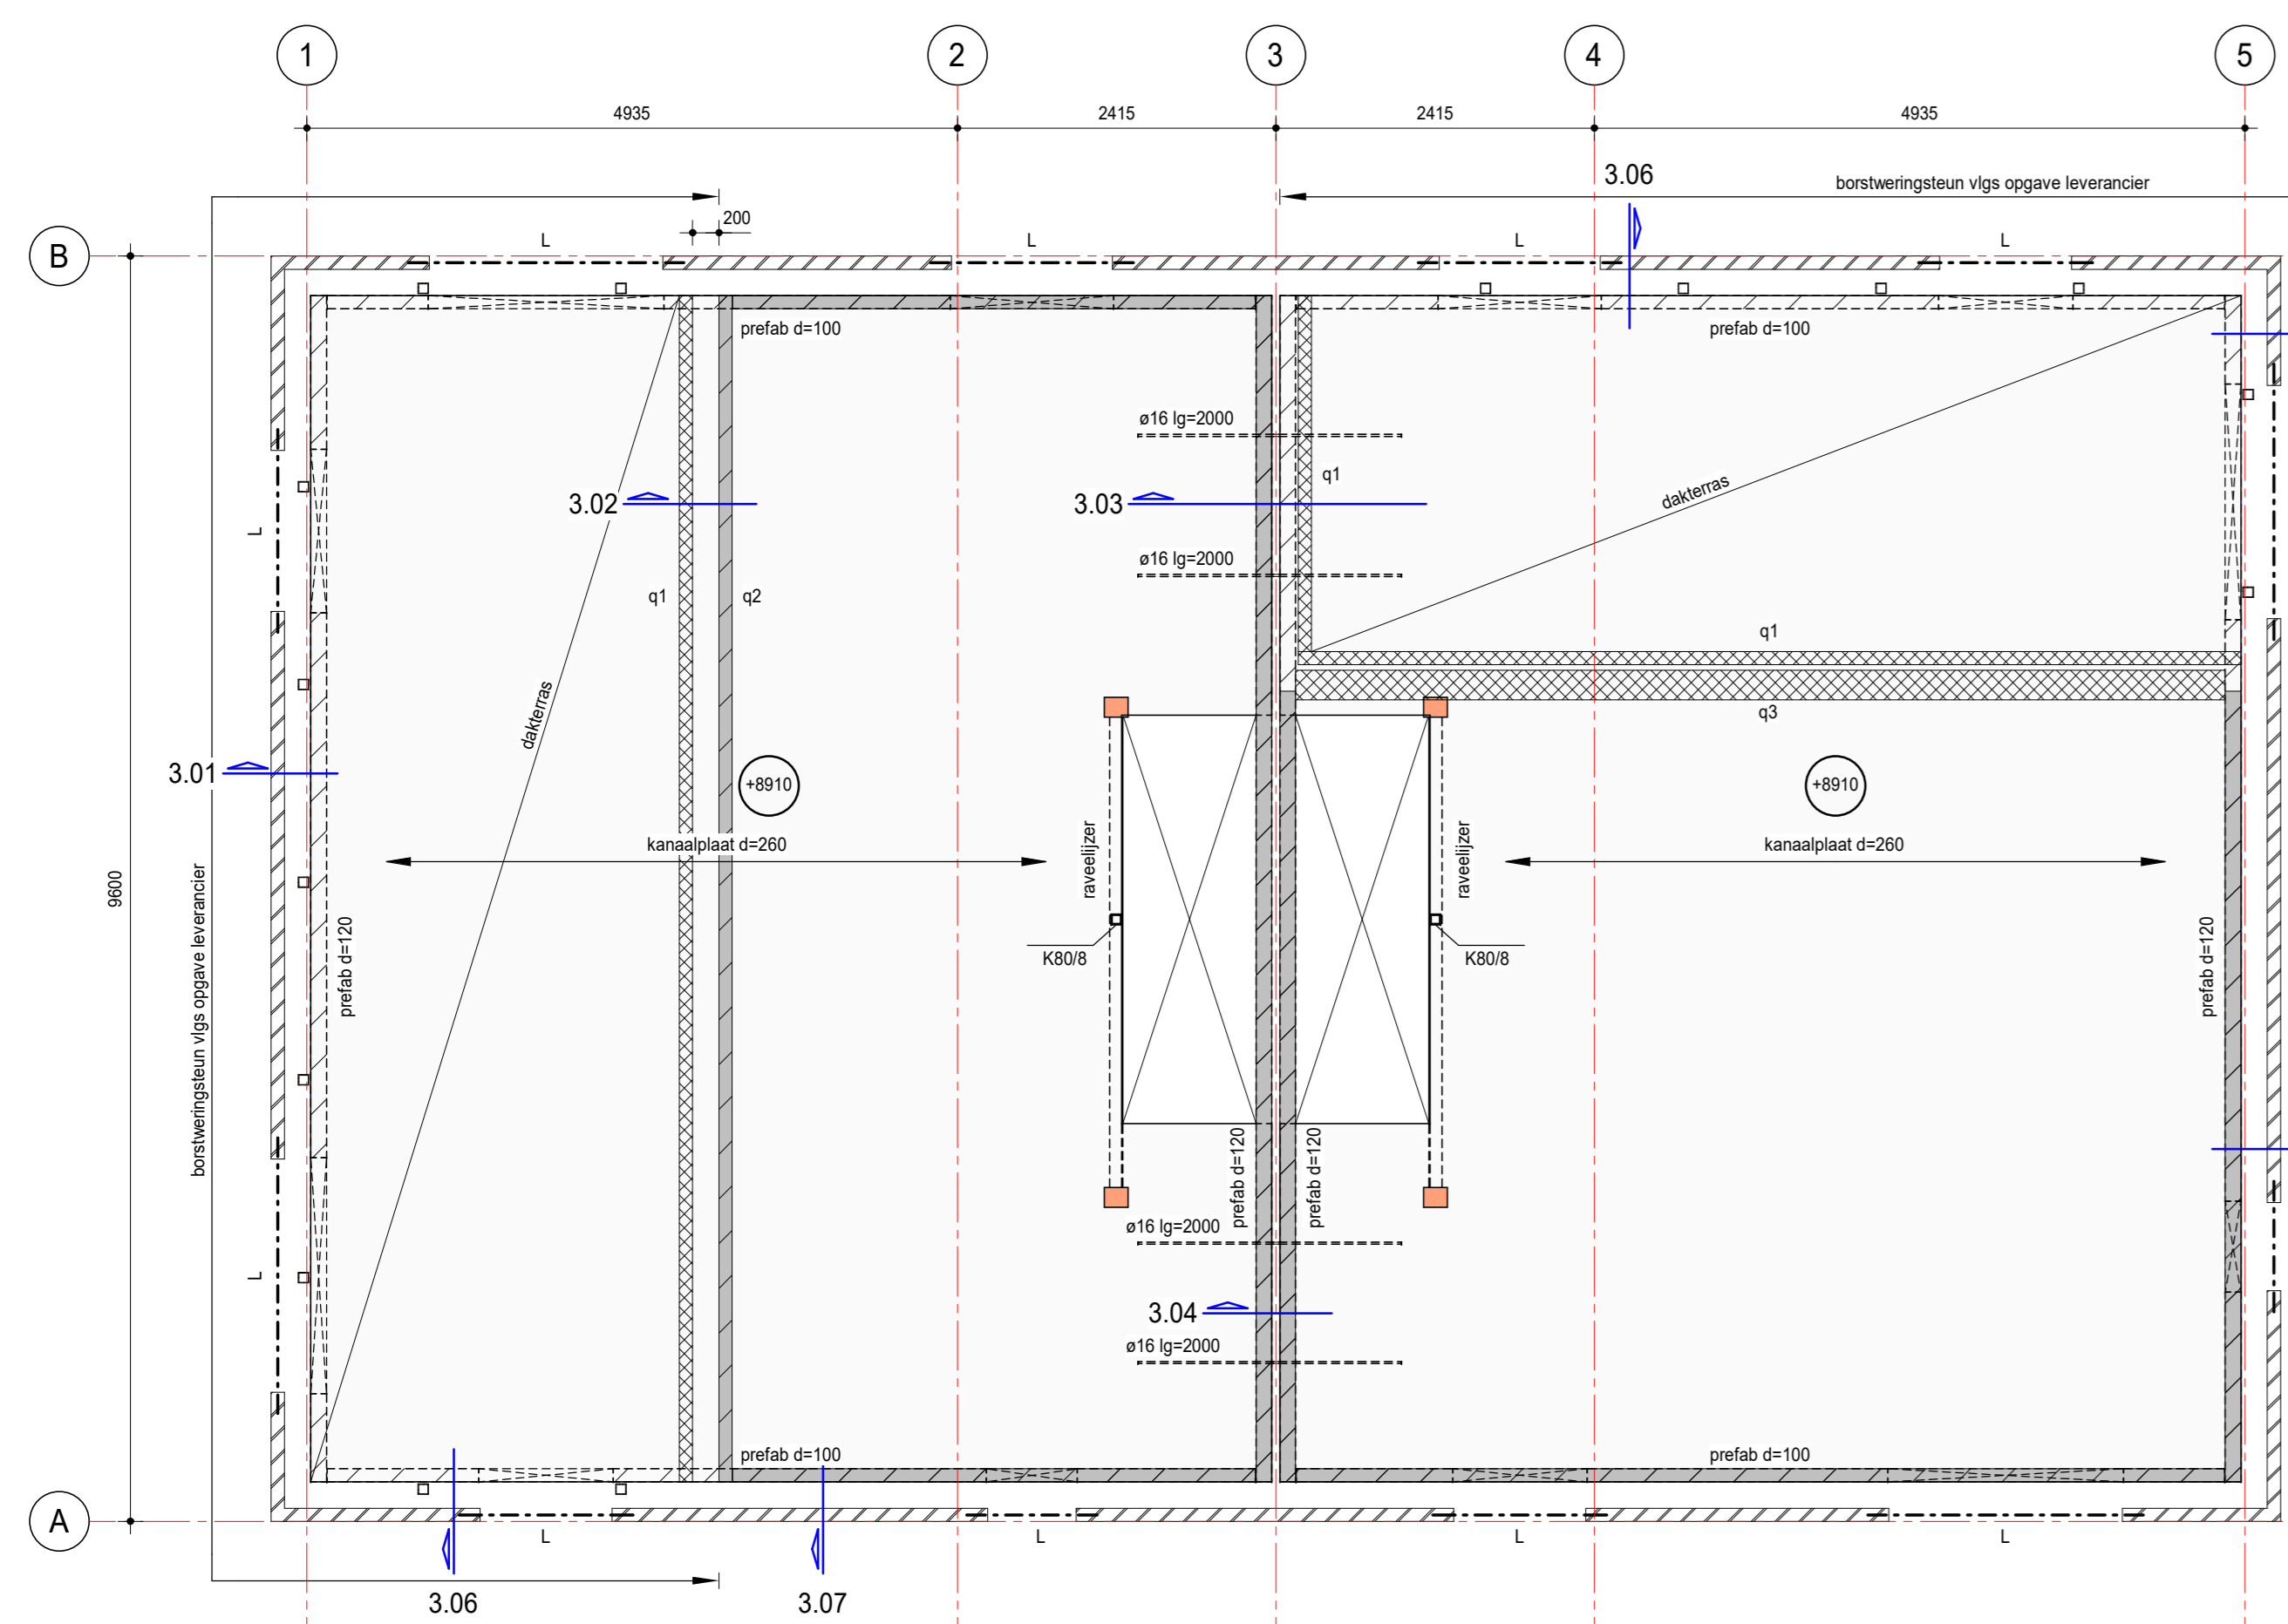 1
2
3
4
5
4935
2415
2415
4935
3.06
borstweringsteun vlgs opgave leverancier
200
B
L
L
L
L
prefab d=100
prefab d=100
ø16 lg=2000
q1
dakterras
3.02
3.03
L
ø16 lg=2000
q1
q2
q1
q3
dakterras
3.01
+8910
+8910
kanaalplaat d=260
kanaalplaat d=260
raveelijzer
raveelijzer
9600
borstweringsteun vlgs opgave leverancier
prefab d=120
prefab d=120
K80/8
K80/8
prefab d=120
prefab d=120
ø16 lg=2000
L
3.04
ø16 lg=2000
prefab d=100
prefab d=100
A
L
L
L
L
3.06
3.07